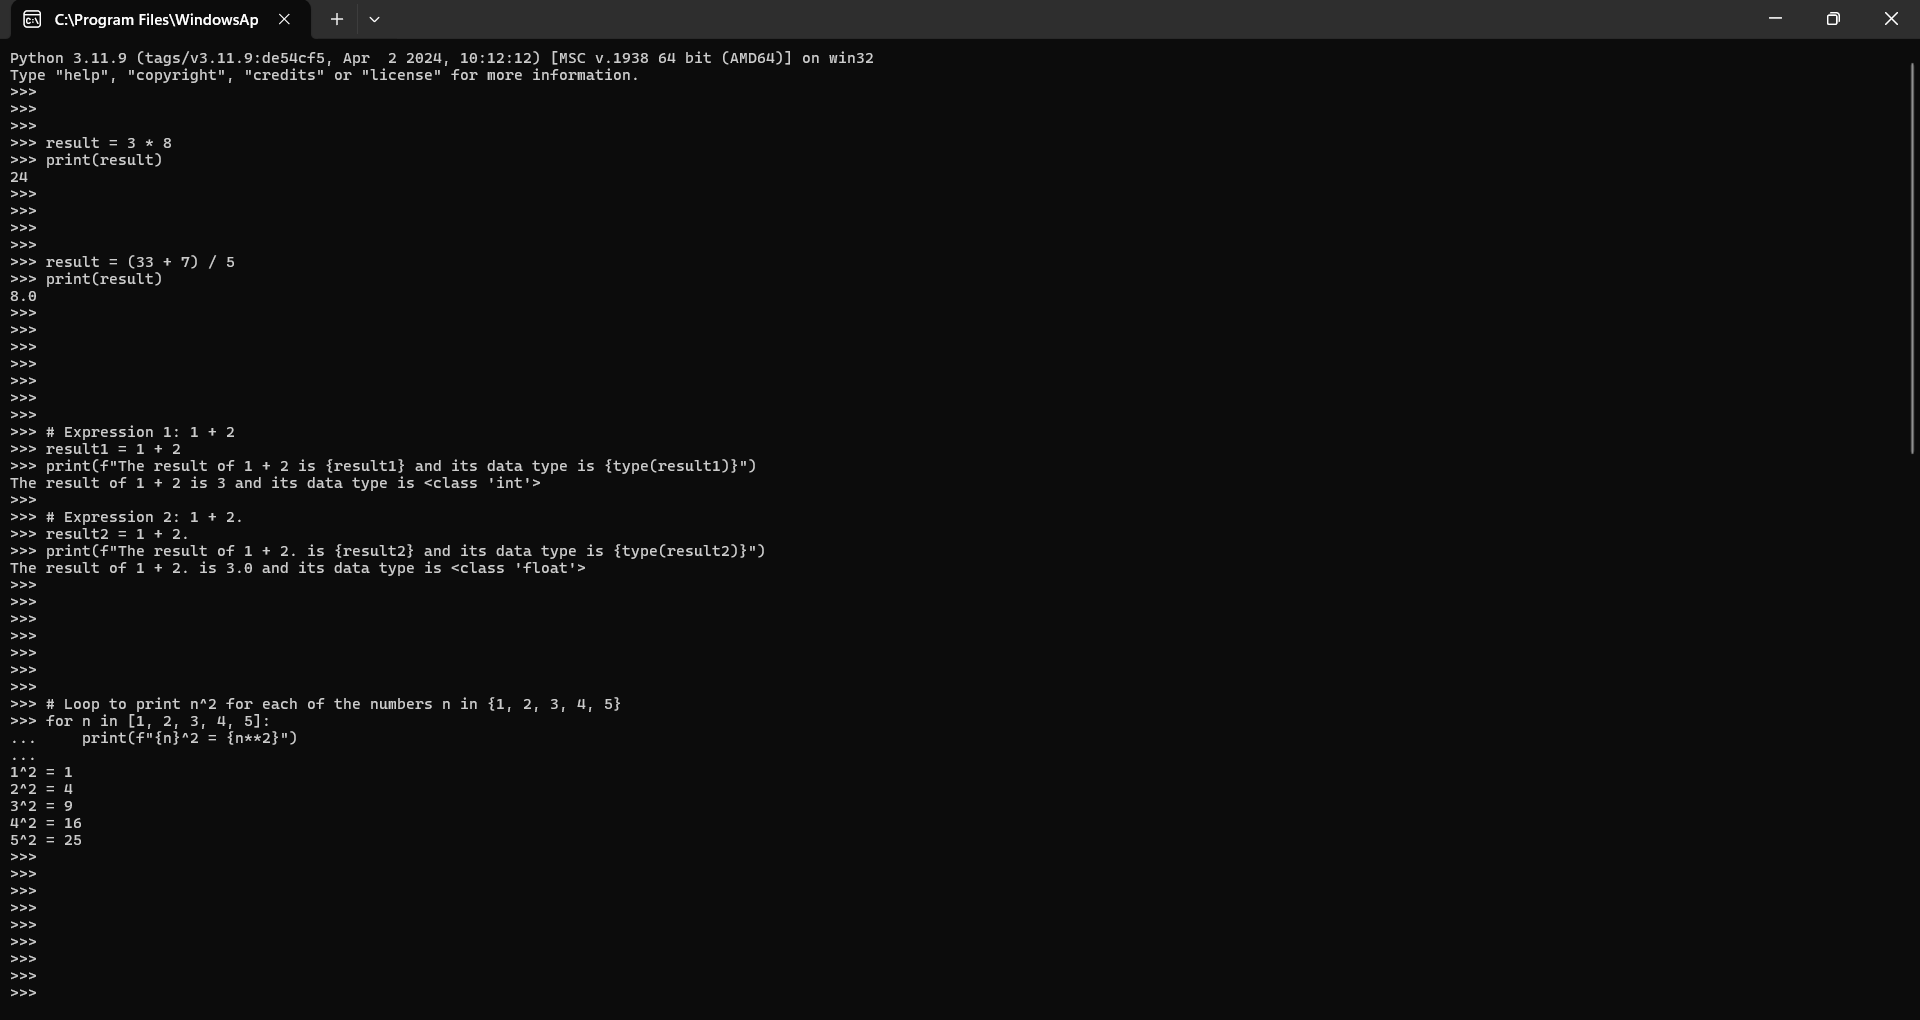 C:\Program Files\WindowsAp
Python 3.11.9 (tags/v3.11.9:de54cf5, Apr  2 2024, 10:12:12) [MSC v.1938 64 bit (AMD64)] on win32
Type "help", "copyright", "credits" or "license" for more information.
>>>
>>>
>>>
>>> result = 3 * 8
>>> print(result)
24
>>>
>>>
>>>
>>>
>>> result = (33 + 7) / 5
>>> print(result)
8.0
>>>
>>>
>>>
>>>
>>>
>>>
>>>
>>> # Expression 1: 1 + 2
>>> result1 = 1 + 2
>>> print(f"The result of 1 + 2 is {result1} and its data type is {type(result1)}")
The result of 1 + 2 is 3 and its data type is <class 'int'>
>>>
>>> # Expression 2: 1 + 2.
>>> result2 = 1 + 2.
>>> print(f"The result of 1 + 2. is {result2} and its data type is {type(result2)}")
The result of 1 + 2. is 3.0 and its data type is <class 'float'>
>>>
>>>
>>>
>>>
>>>
>>>
>>>
>>> # Loop to print n^2 for each of the numbers n in {1, 2, 3, 4, 5}
>>> for n in [1, 2, 3, 4, 5]:
...     print(f"{n}^2 = {n**2}")
...
1^2 = 1
2^2 = 4
3^2 = 9
4^2 = 16
5^2 = 25
>>>
>>>
>>>
>>>
>>>
>>>
>>>
>>>
>>>